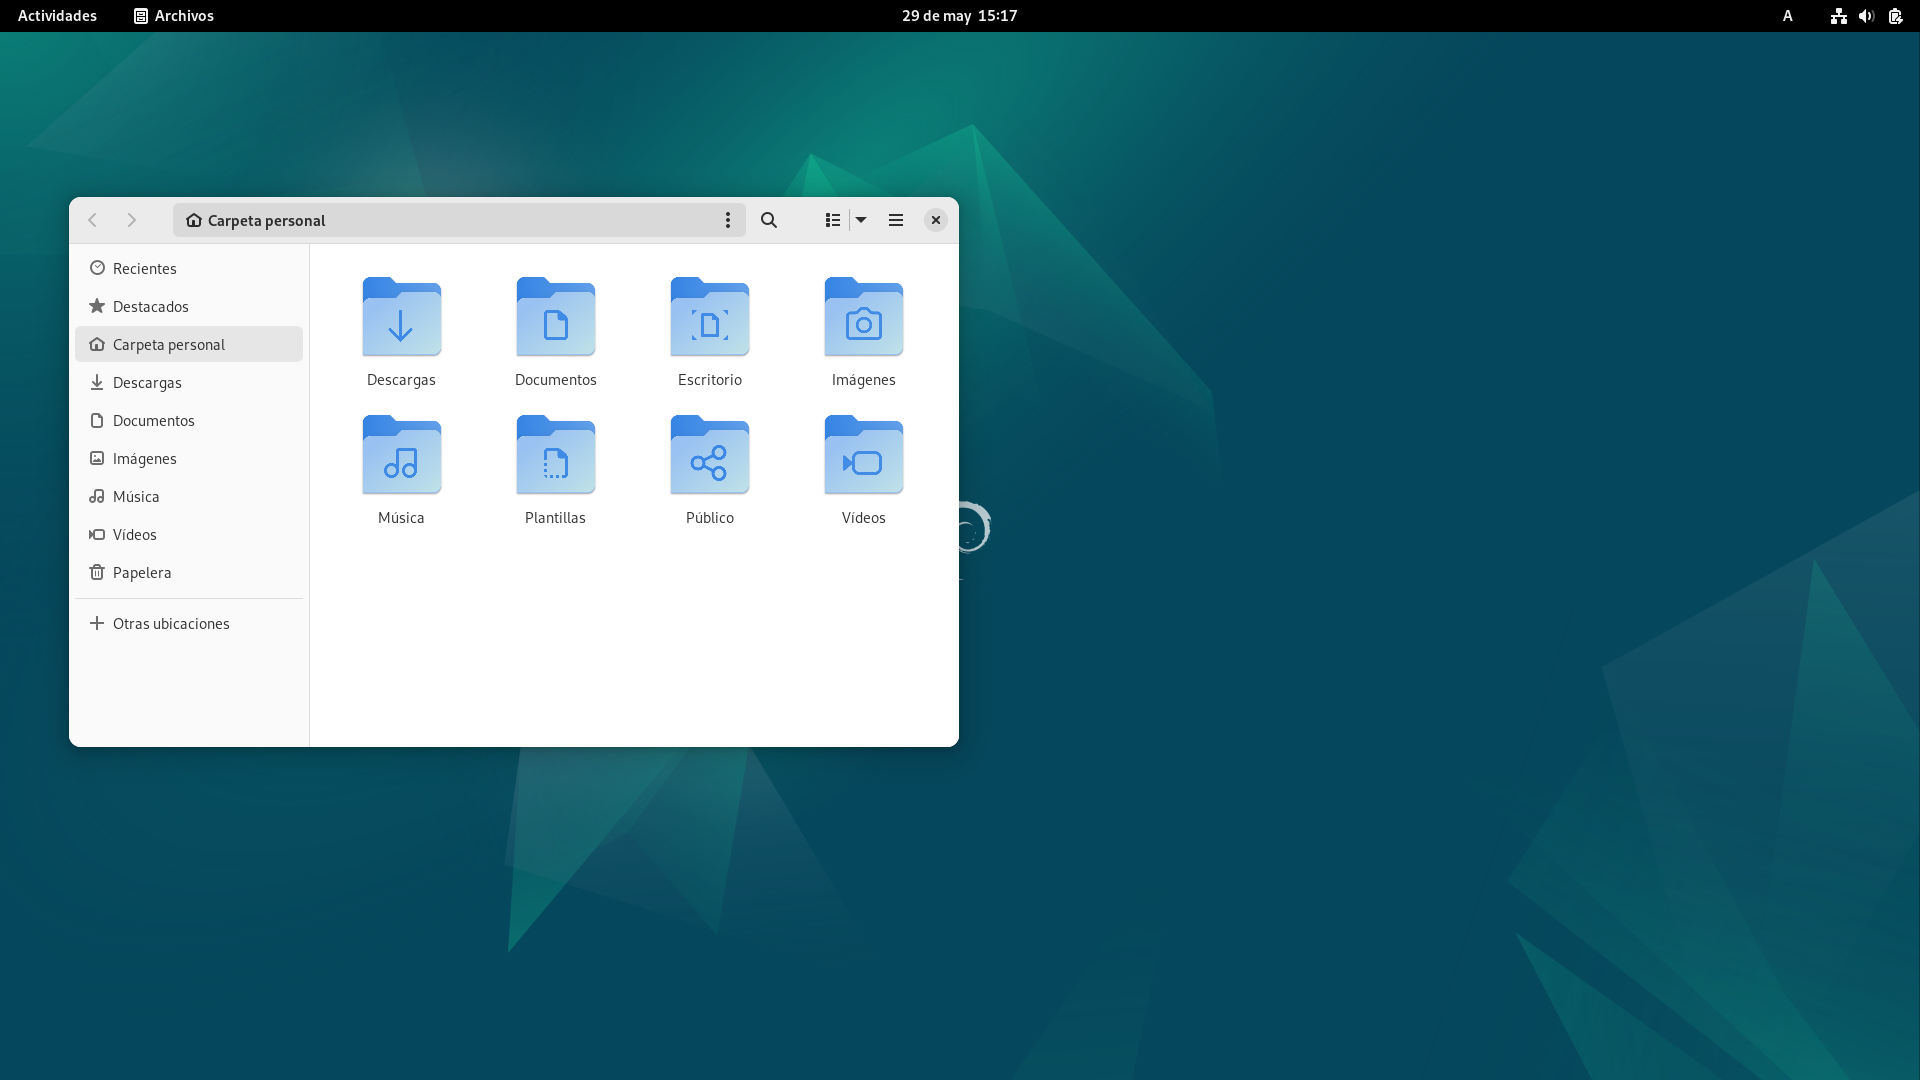 Actividades Archivos 29 de may 15:17 A
Carpeta personal
Recientes
Destacados
Carpeta personal
Descargas
Documentos
Imágenes
Música
Vídeos
Papelera
Otras ubicaciones
Descargas Documentos Escritorio Imágenes
Música Plantillas Público Vídeos